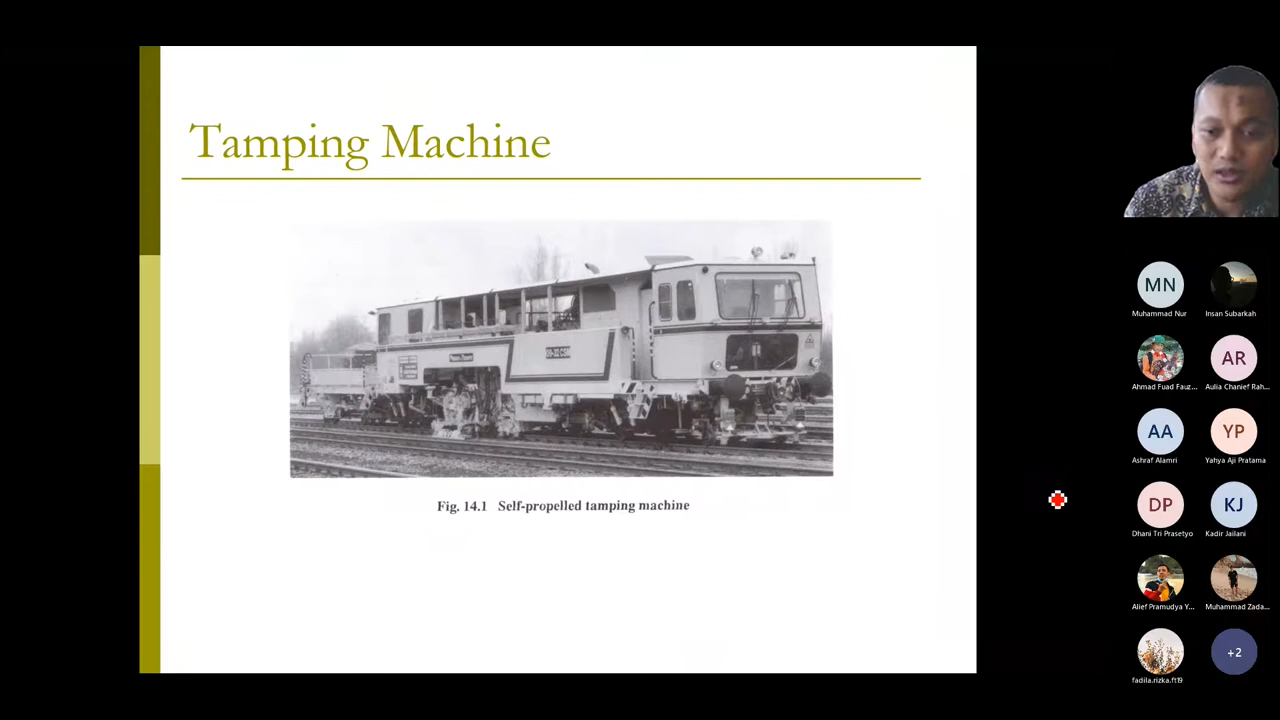 Tamping Machine
Fig. 14.1 Self-propelled tamping machine
MN
Muhammad Nur
Insan Subarkah
Ahmad Fuad Fauz...
AR
Aulia Chanief Rah...
AA
Ashraf Alamri
YP
Yahya Aji Pratama
DP
Dhani Tri Prasetyo
KJ
Kadir Jailani
Alief Pramudya Y...
Muhammad Zada...
fadila.rizka.ft19
+2